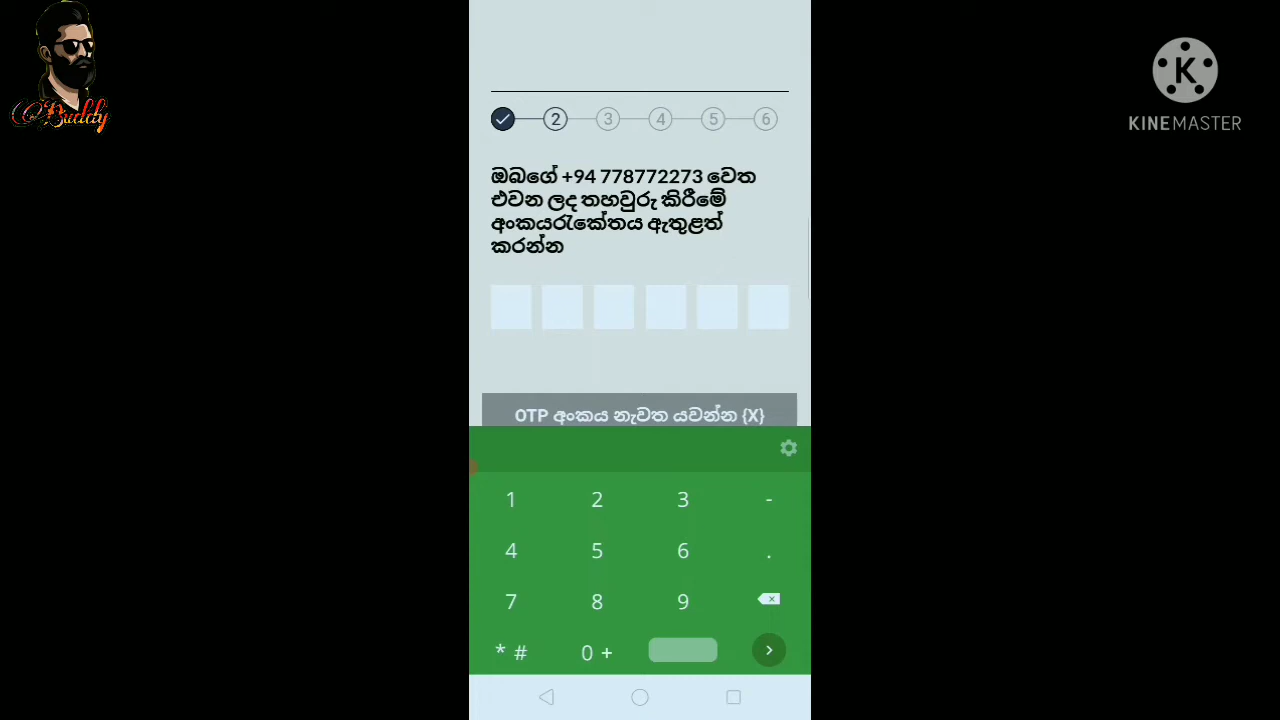 Buddy
K
KINEMASTER
2 3 4 5 6
ඔබගේ +94 778772273 වෙත
එවන ලද තහවුරු කිරීමේ
අංකයරැකේතය ඇතුළත්
කරන්න
OTP අංකය නැවත යවන්න {X}
1 2 3 -
4 5 6 .
7 8 9
* # 0 +